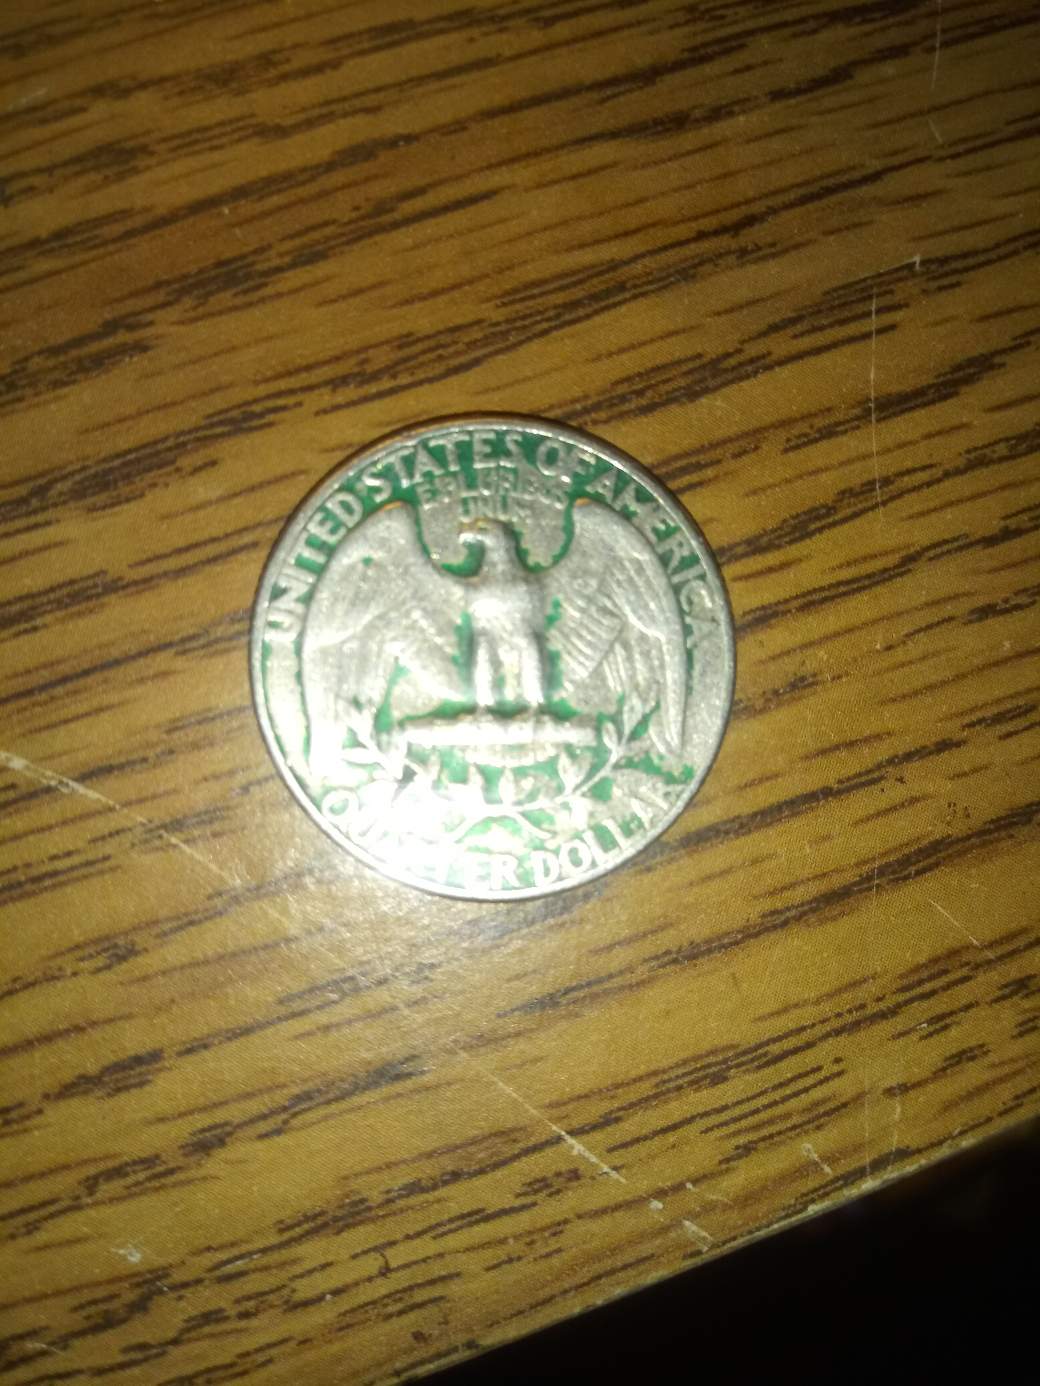 UNITED STATES OF AMERICA
E PLURIBUS
UNUM
QUARTER DOLLAR